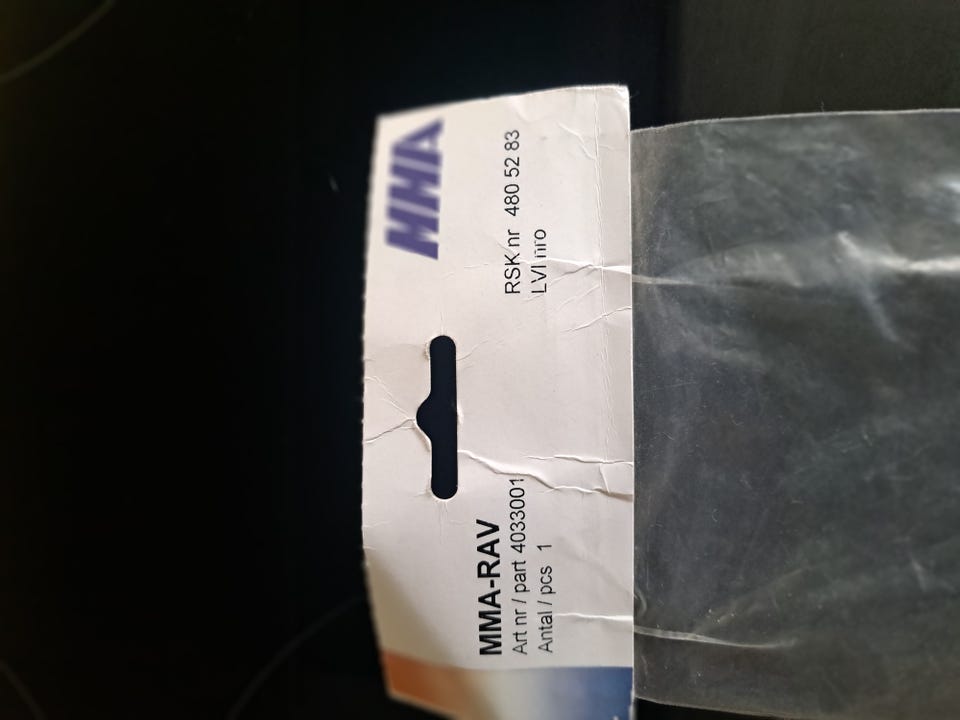 MMA
MMA-RAV
Art nr / part 4033001
Antal / pcs 1
RSK nr 480 52 83
LVI nro